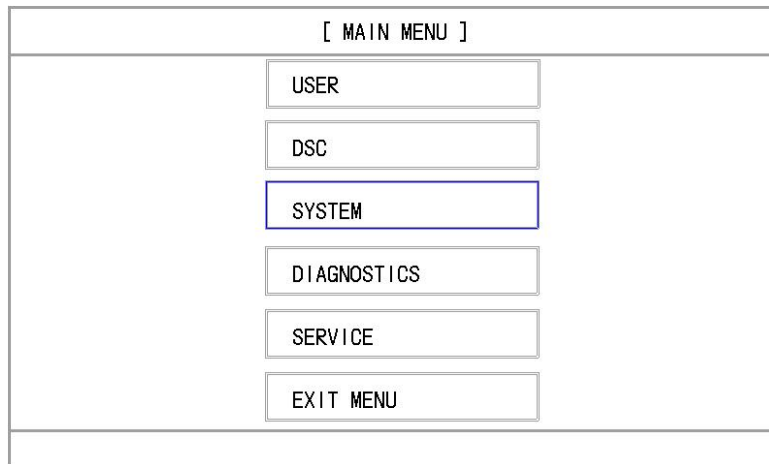 [ MAIN MENU ]
USER
DSC
SYSTEM
DIAGNOSTICS
SERVICE
EXIT MENU